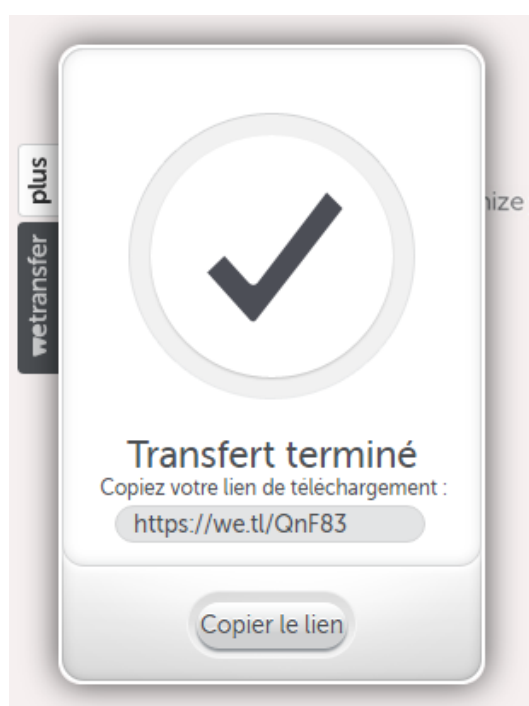 plus
wetransfer
nize
Transfert terminé
Copiez votre lien de téléchargement :
https://we.tl/QnF83
Copier le lien